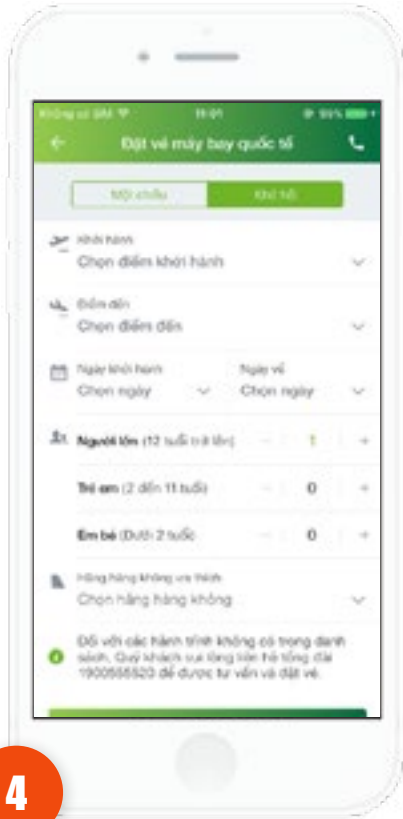 Không có SIM 11:01 99%
Đặt vé máy bay quốc tế
Một chiều Khứ hồi
Khởi hành
Chọn điểm khởi hành
Điểm đến
Chọn điểm đến
Ngày khởi hành Ngày về
Chọn ngày Chọn ngày
Người lớn (12 tuổi trở lên) - 1 +
Trẻ em (2 đến 11 tuổi) - 0 +
Em bé (Dưới 2 tuổi) - 0 +
Hãng hàng không ưa thích
Chọn hãng hàng không
Đối với các hành trình không có trong danh
sách, Quý khách vui lòng liên hệ tổng đài
1900555520 để được tư vấn và đặt vé.
4